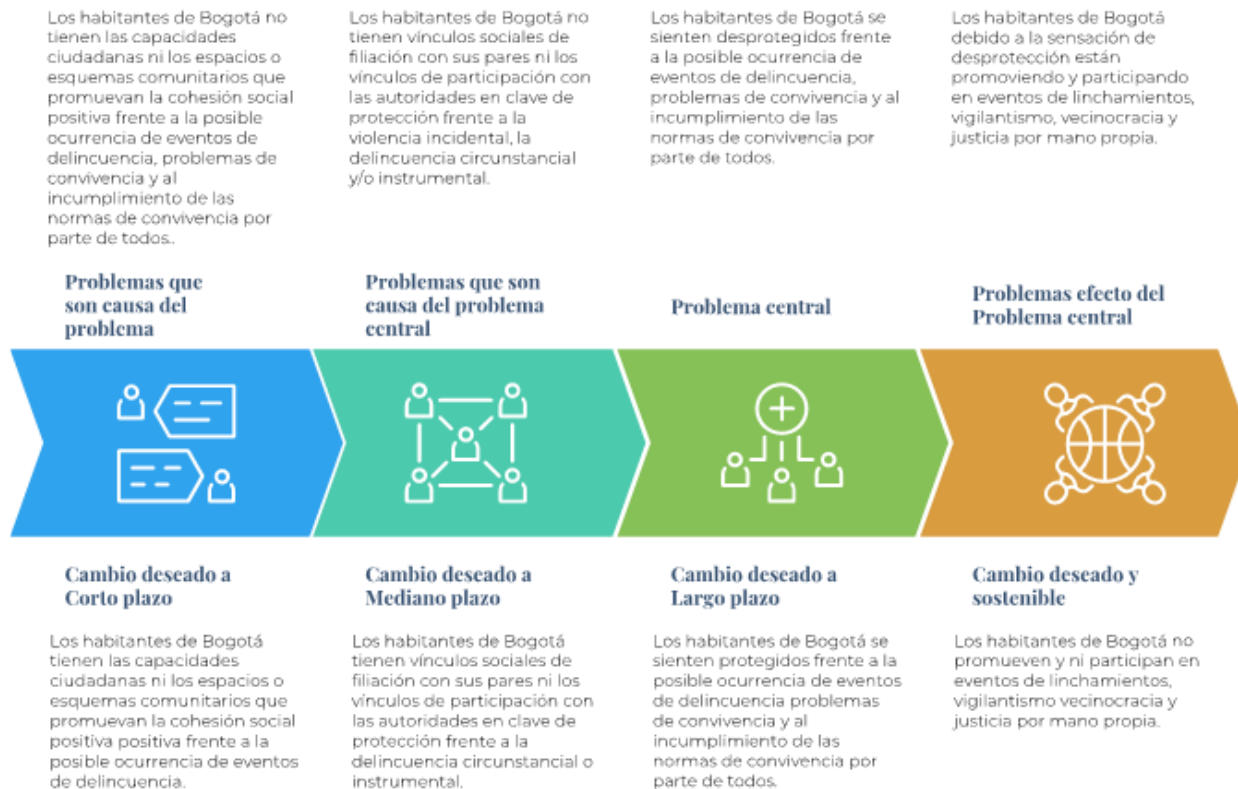 Los habitantes de Bogotá no
tienen las capacidades
ciudadanas ni los espacios o
esquemas comunitarios que
promuevan la cohesión social
positiva frente a la posible
ocurrencia de eventos de
delincuencia, problemas de
convivencia y al
incumplimiento de las
normas de convivencia por
parte de todos..
Los habitantes de Bogotá no
tienen vínculos sociales de
filiación con sus pares ni los
vínculos de participación con
las autoridades en clave de
protección frente a la
violencia incidental, la
delincuencia circunstancial
y/o instrumental.
Los habitantes de Bogotá se
sienten desprotegidos frente
a la posible ocurrencia de
eventos de delincuencia,
problemas de convivencia y al
incumplimiento de las
normas de convivencia por
parte de todos.
Los habitantes de Bogotá
debido a la sensación de
desprotección están
promoviendo y participando
en eventos de linchamientos,
vigilantismo, vecinocracia y
justicia por mano propia.
Problemas que
son causa del
problema
Problemas que son
causa del problema
central
Problema central
Problemas efecto del
Problema central
Cambio deseado a
Corto plazo
Cambio deseado a
Mediano plazo
Cambio deseado a
Largo plazo
Cambio deseado y
sostenible
Los habitantes de Bogotá
tienen las capacidades
ciudadanas ni los espacios o
esquemas comunitarios que
promuevan la cohesión social
positiva positiva frente a la
posible ocurrencia de eventos
de delincuencia.
Los habitantes de Bogotá
tienen vínculos sociales de
filiación con sus pares ni los
vínculos de participación con
las autoridades en clave de
protección frente a la
delincuencia circunstancial o
instrumental.
Los habitantes de Bogotá se
sienten protegidos frente a la
posible ocurrencia de eventos
de delincuencia problemas
de convivencia y al
incumplimiento de las
normas de convivencia por
parte de todos.
Los habitantes de Bogotá no
promueven y ni participan en
eventos de linchamientos,
vigilantismo vecinocracia y
justicia por mano propia.